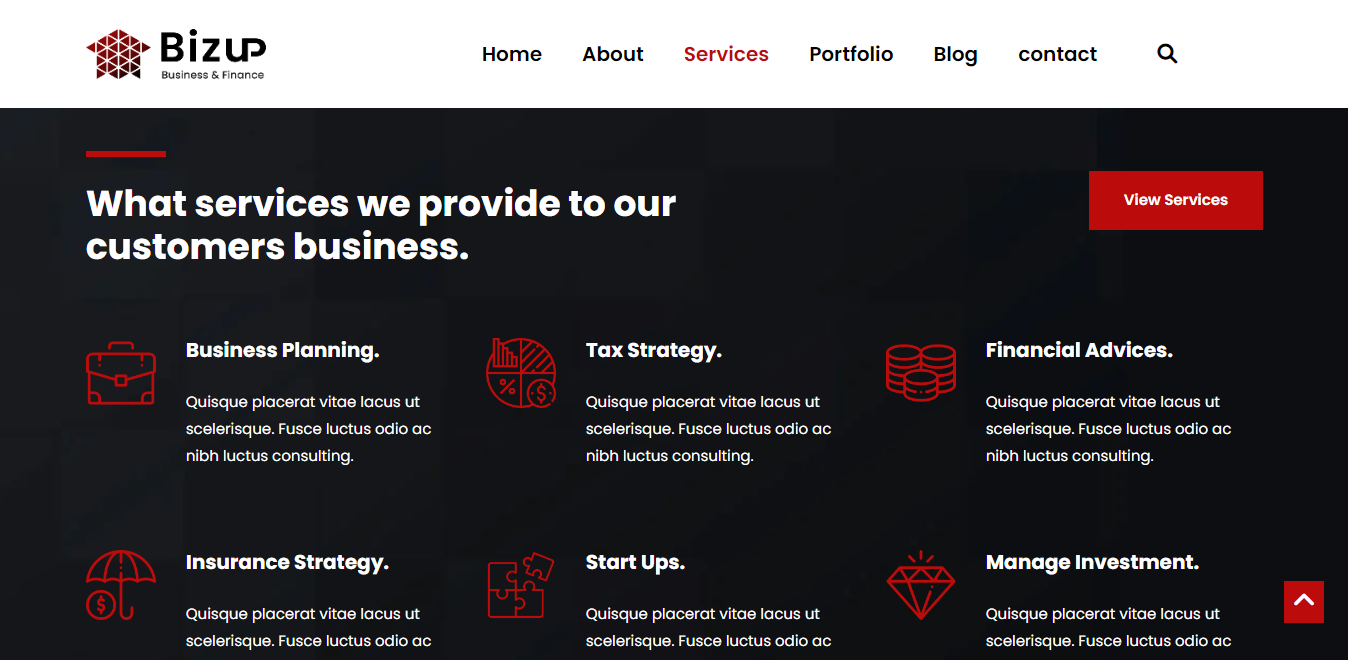 Bizup
Business & Finance
Home About Services Portfolio Blog contact
What services we provide to our
customers business.
View Services
Business Planning.
Quisque placerat vitae lacus ut
scelerisque. Fusce luctus odio ac
nibh luctus consulting.
Tax Strategy.
Quisque placerat vitae lacus ut
scelerisque. Fusce luctus odio ac
nibh luctus consulting.
Financial Advices.
Quisque placerat vitae lacus ut
scelerisque. Fusce luctus odio ac
nibh luctus consulting.
Insurance Strategy.
Quisque placerat vitae lacus ut
scelerisque. Fusce luctus odio ac
Start Ups.
Quisque placerat vitae lacus ut
scelerisque. Fusce luctus odio ac
Manage Investment.
Quisque placerat vitae lacus ut
scelerisque. Fusce luctus odio ac